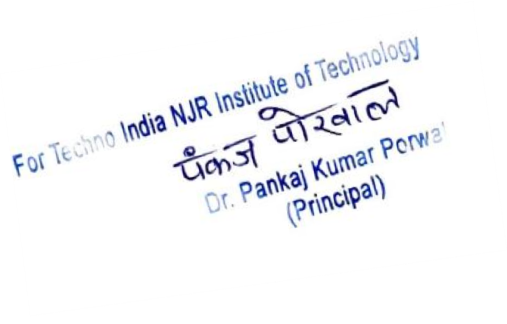 For Techno India NJR Institute of Technology
पंकज पोरवाल
Dr. Pankaj Kumar Porwal
(Principal)